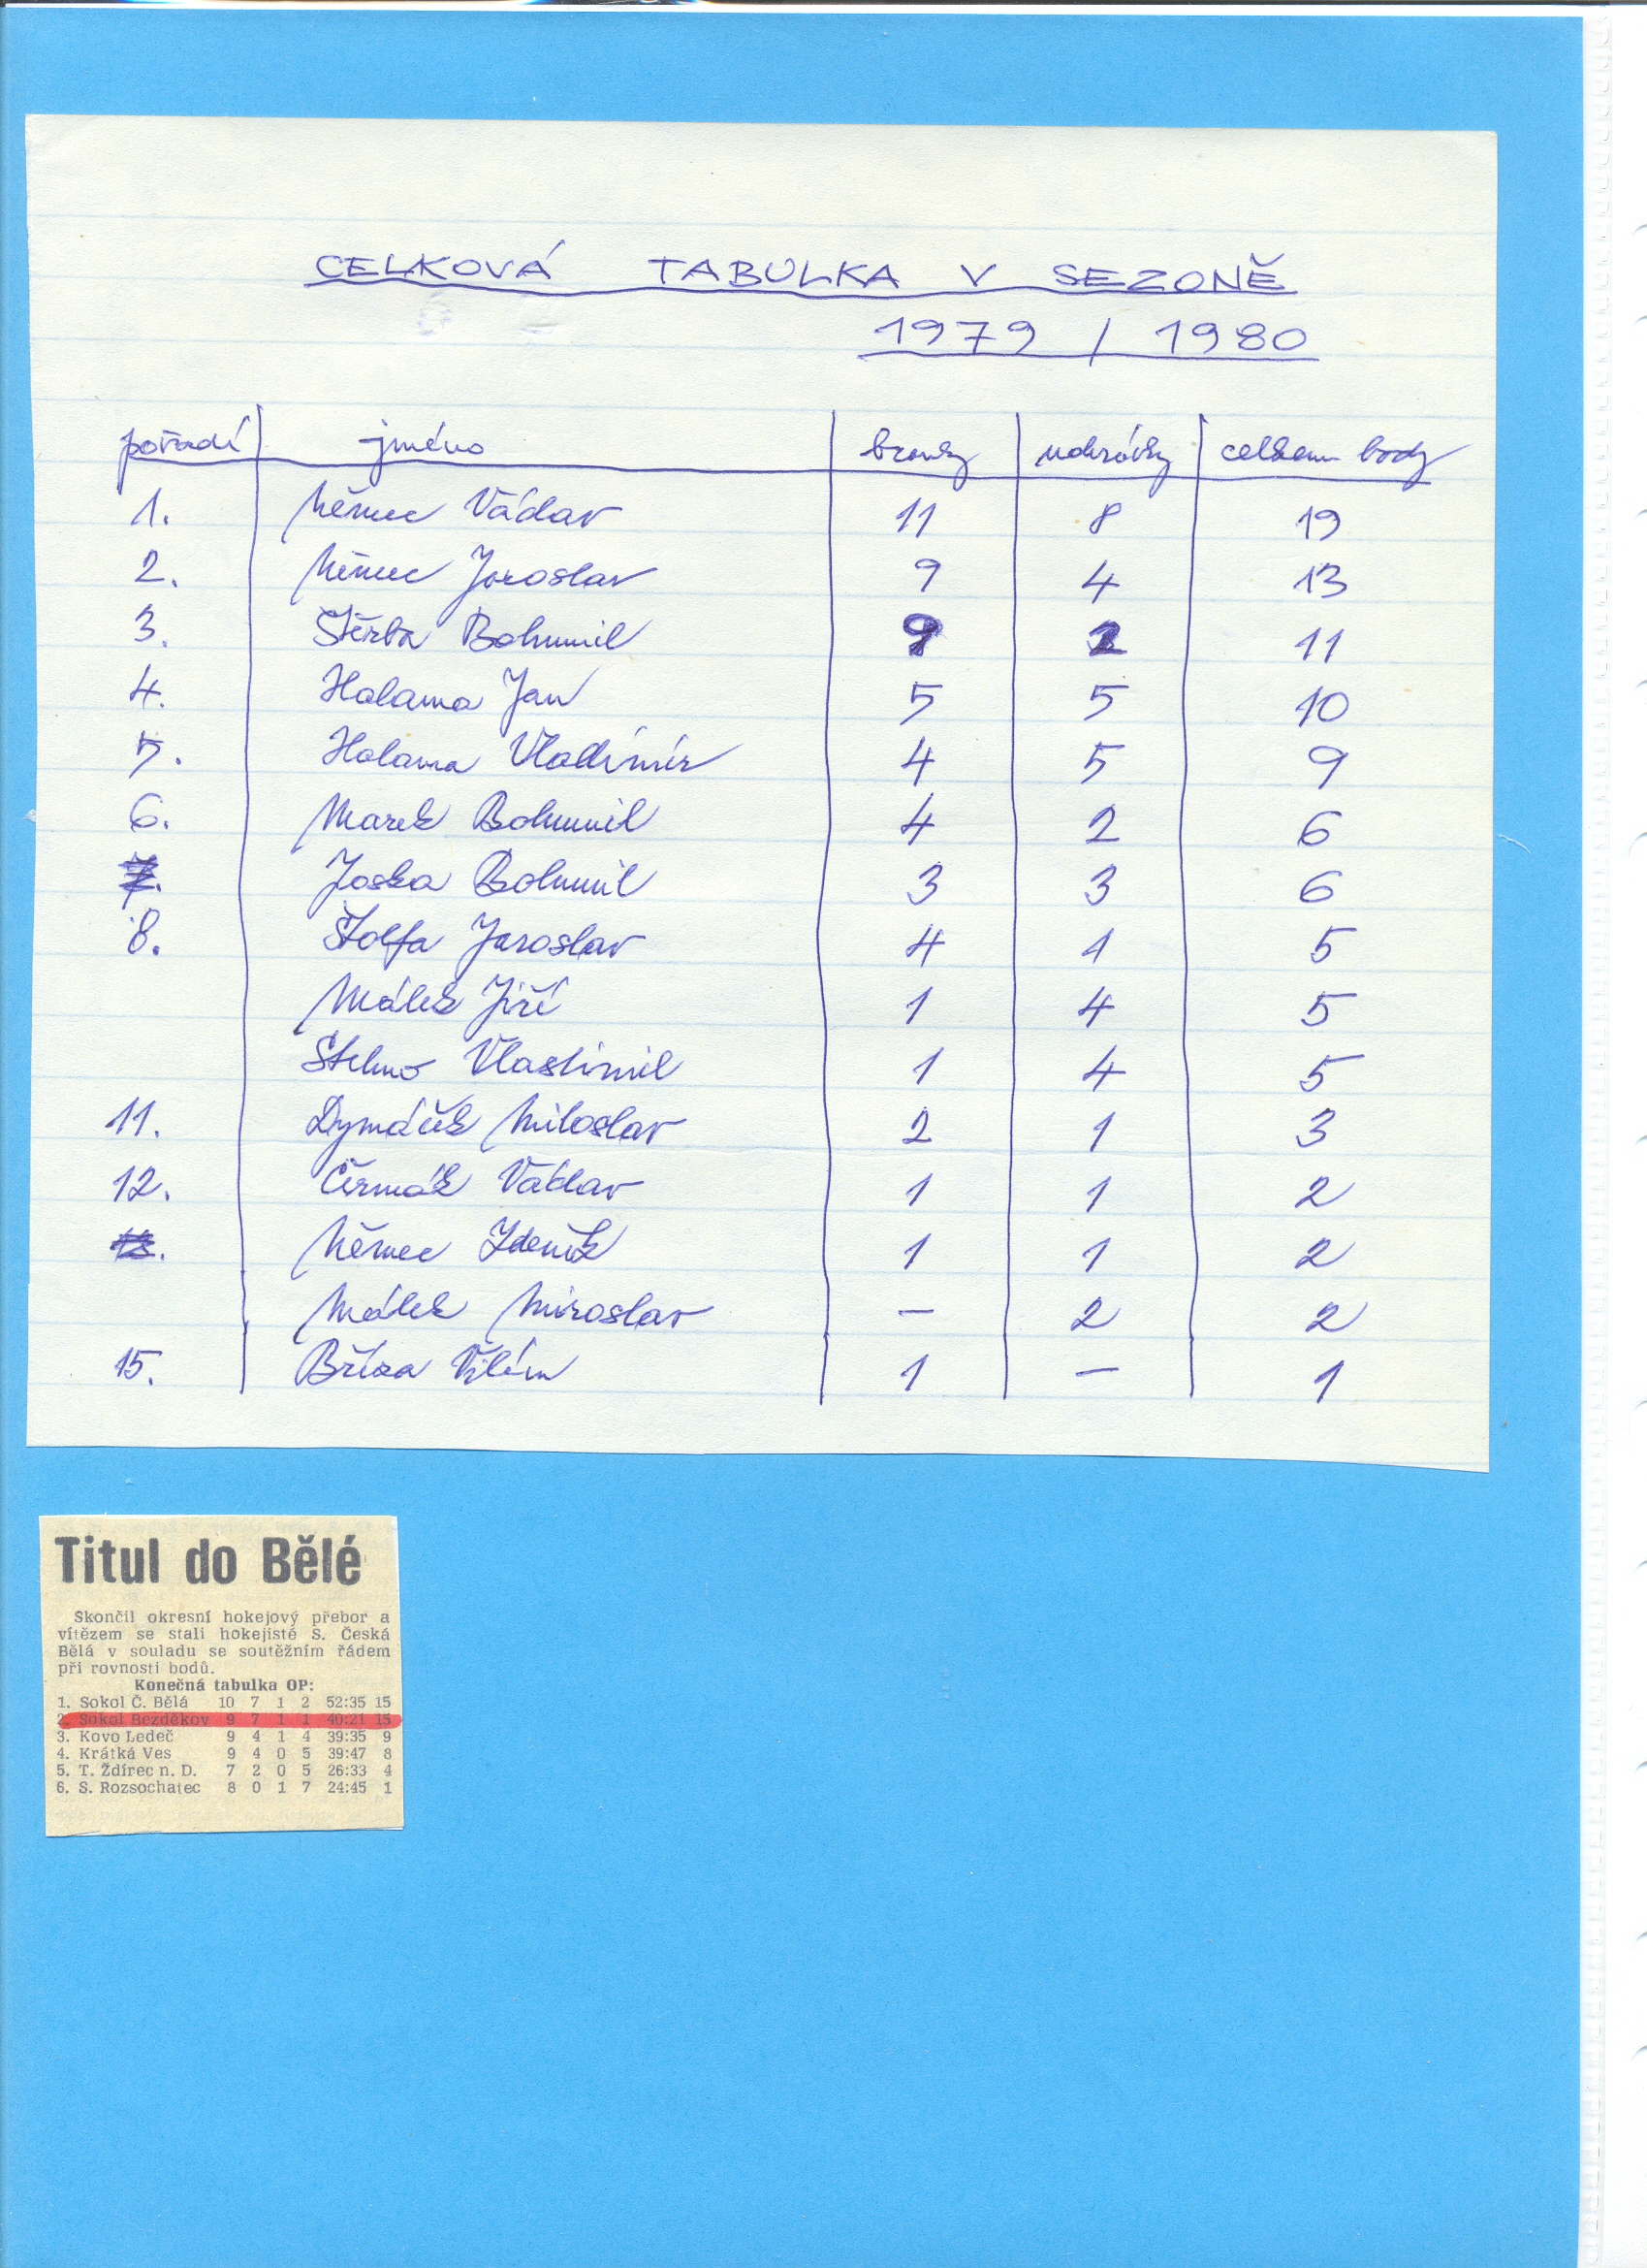 CELKOVÁ TABULKA V SEZONĚ
1979 / 1980
pořadí jméno branky nahrávky celkem body
1. Němec Václav 11 8 19
2. Němec Jaroslav 9 4 13
3. Štěrba Bohumil 9 2 11
4. Halama Jan 5 5 10
5. Halama Vladimír 4 5 9
6. Marek Bohumil 4 2 6
Joska Bohumil 3 3 6
8. Štolfa Jaroslav 4 1 5
Málek Jiří 1 4 5
Stehno Vlastimil 1 4 5
11. Dymáček Miloslav 2 1 3
12. Čermák Václav 1 1 2
Němec Zdeněk 1 1 2
Málek Miroslav – 2 2
15. Bříza Vilém 1 – 1
Titul do Bělé
Skončil okresní hokejový přebor a
vítězem se stali hokejisté S. Česká
Bělá v souladu se soutěžním řádem
při rovnosti bodů.
Konečná tabulka OP:
1. Sokol Č. Bělá 10 7 1 2 52:35 15
2. Sokol Bezděkov 9 7 1 1 40:21 15
3. Kovo Ledeč 9 4 1 4 39:35 9
4. Krátká Ves 9 4 0 5 39:47 8
5. T. Ždírec n. D. 7 2 0 5 26:33 4
6. S. Rozsochatec 8 0 1 7 24:45 1